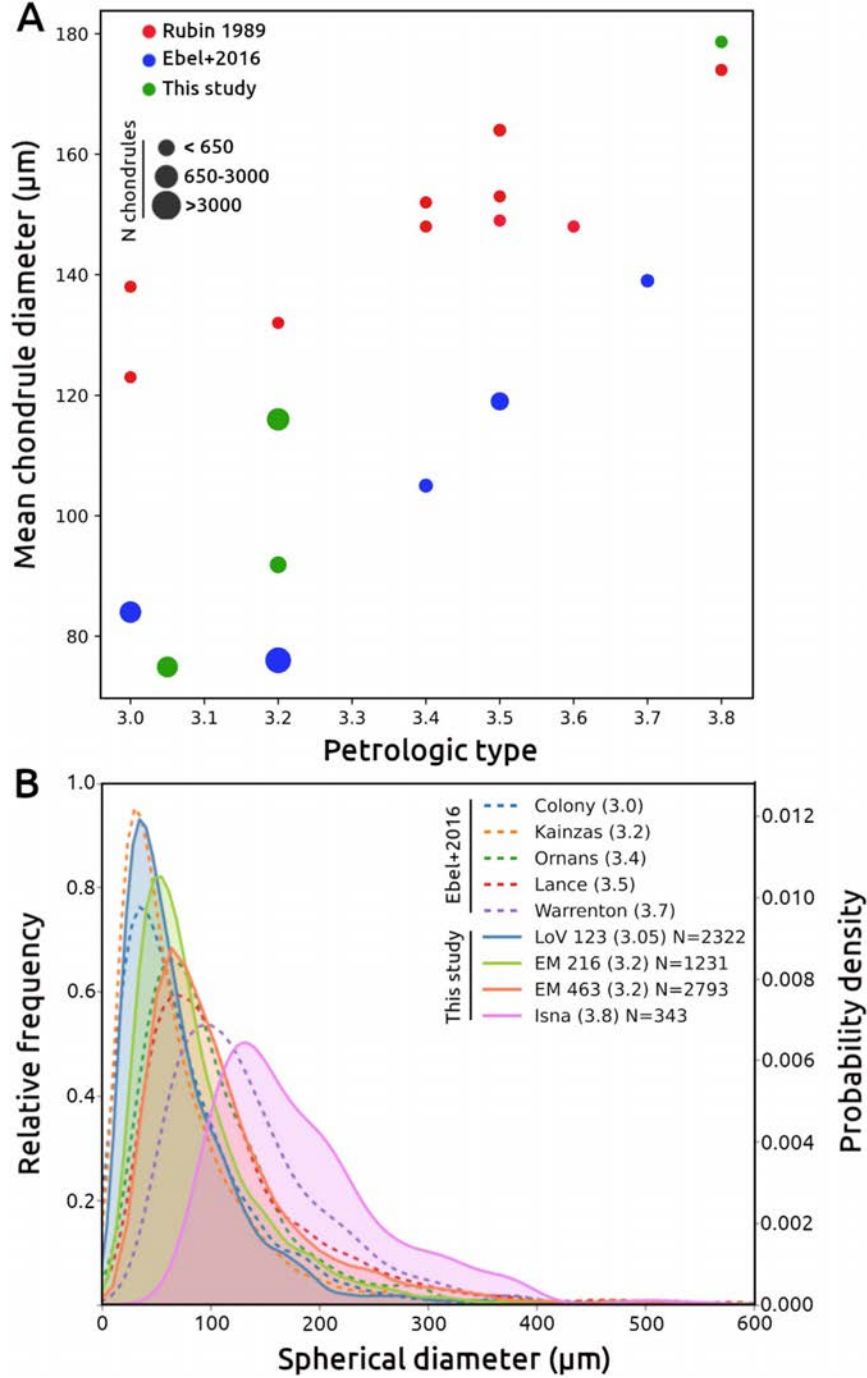 A
Rubin 1989
Ebel+2016
This study
N chondrules
< 650
650-3000
>3000
Mean chondrule diameter (μm)
180
160
140
120
100
80
3.0 3.1 3.2 3.3 3.4 3.5 3.6 3.7 3.8
Petrologic type
B
Relative frequency
1.0
0.8
0.6
0.4
0.2
Ebel+2016
Colony (3.0)
Kainzas (3.2)
Ornans (3.4)
Lance (3.5)
Warrenton (3.7)
This study
LoV 123 (3.05) N=2322
EM 216 (3.2) N=1231
EM 463 (3.2) N=2793
Isna (3.8) N=343
0.012
0.010
0.008
0.006
0.004
0.002
0.000
Probability density
0 100 200 300 400 500 600
Spherical diameter (μm)